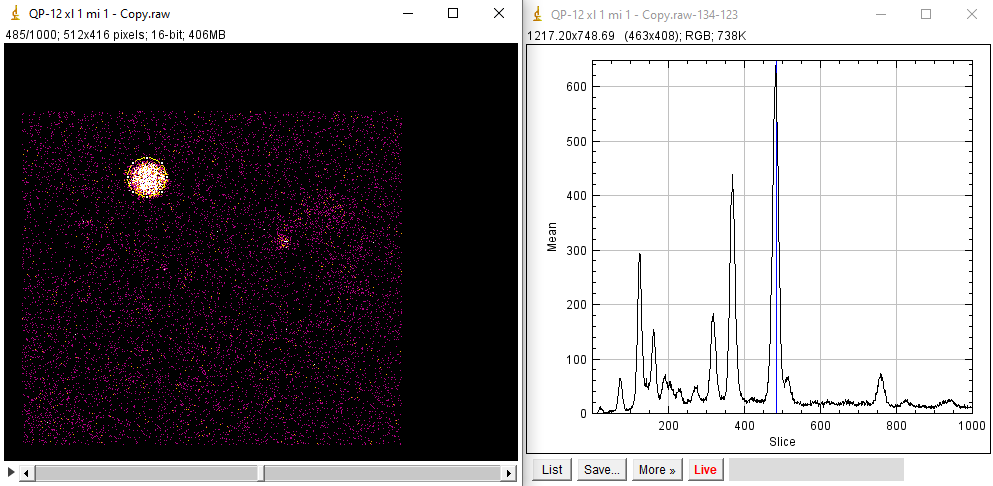 QP-12 xl 1 mi 1 - Copy.raw
485/1000; 512x416 pixels; 16-bit; 406MB
QP-12 xl 1 mi 1 - Copy.raw-134-123
1217.20x748.69 (463x408); RGB; 738K
600
500
400
300
200
100
0
Mean
200
400
600
800
1000
Slice
List
Save...
More »
Live